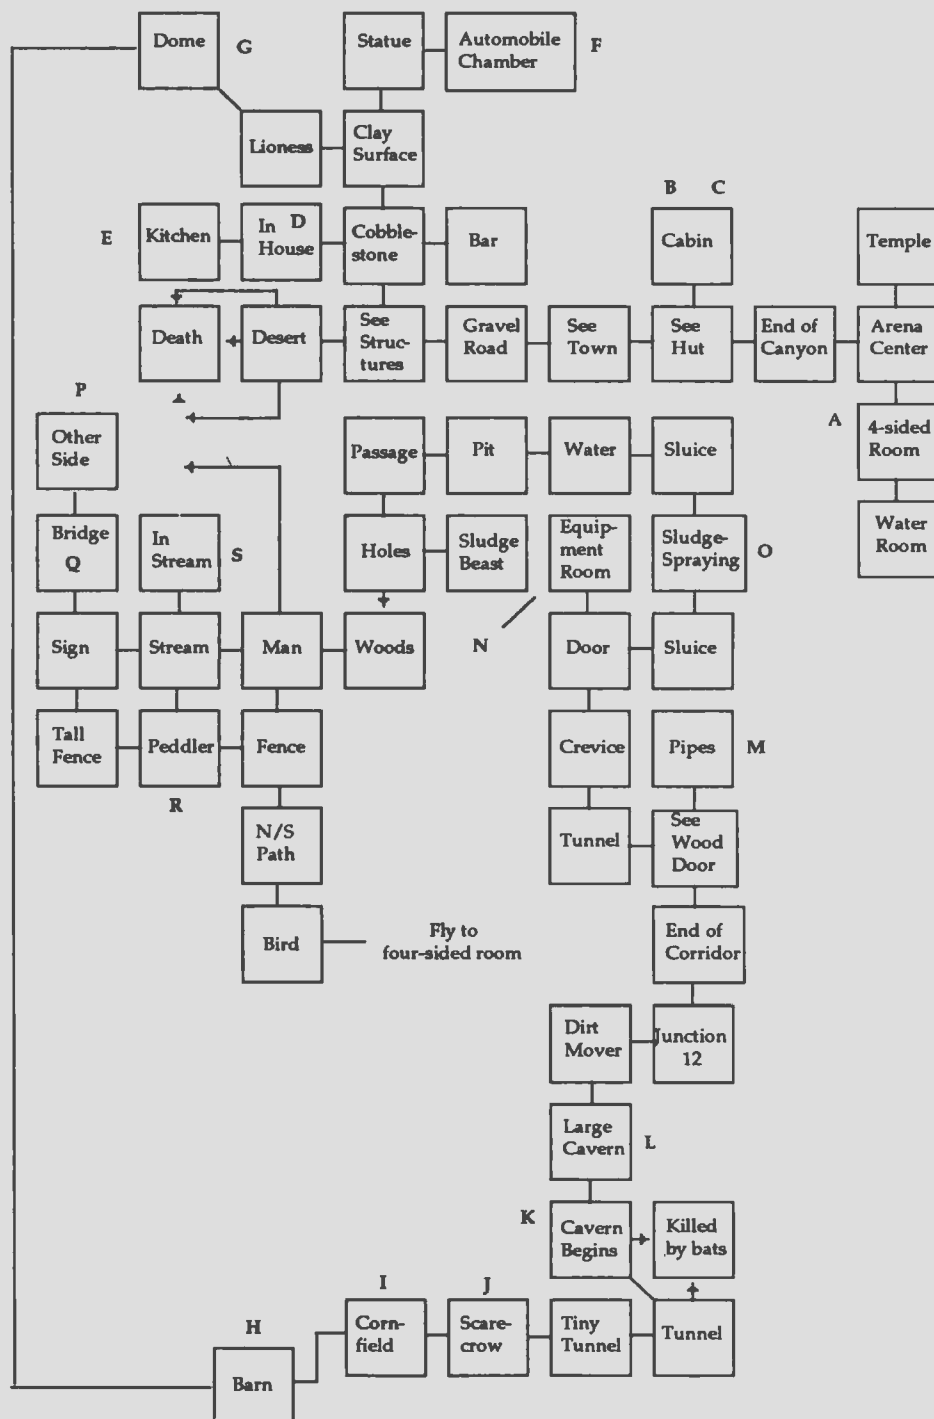 Dome
G
Statue
Automobile
Chamber
F
Lioness
Clay
Surface
B
C
E
Kitchen
In D
House
Cobble-
stone
Bar
Cabin
Temple
Death
Desert
See
Struc-
tures
Gravel
Road
See
Town
See
Hut
End of
Canyon
Arena
Center
P
Other
Side
Passage
Pit
Water
Sluice
A
4-sided
Room
Bridge
Q
In
Stream
S
Holes
Sludge
Beast
Equip-
ment
Room
Sludge-
Spraying
O
Water
Room
Sign
Stream
Man
Woods
N
Door
Sluice
Tall
Fence
Peddler
Fence
Crevice
Pipes
M
R
N/S
Path
Tunnel
See
Wood
Door
Bird
Fly to
four-sided room
End of
Corridor
Dirt
Mover
Junction
12
Large
Cavern
L
K
Cavern
Begins
Killed
by bats
I
J
H
Corn-
field
Scare-
crow
Tiny
Tunnel
Tunnel
Barn